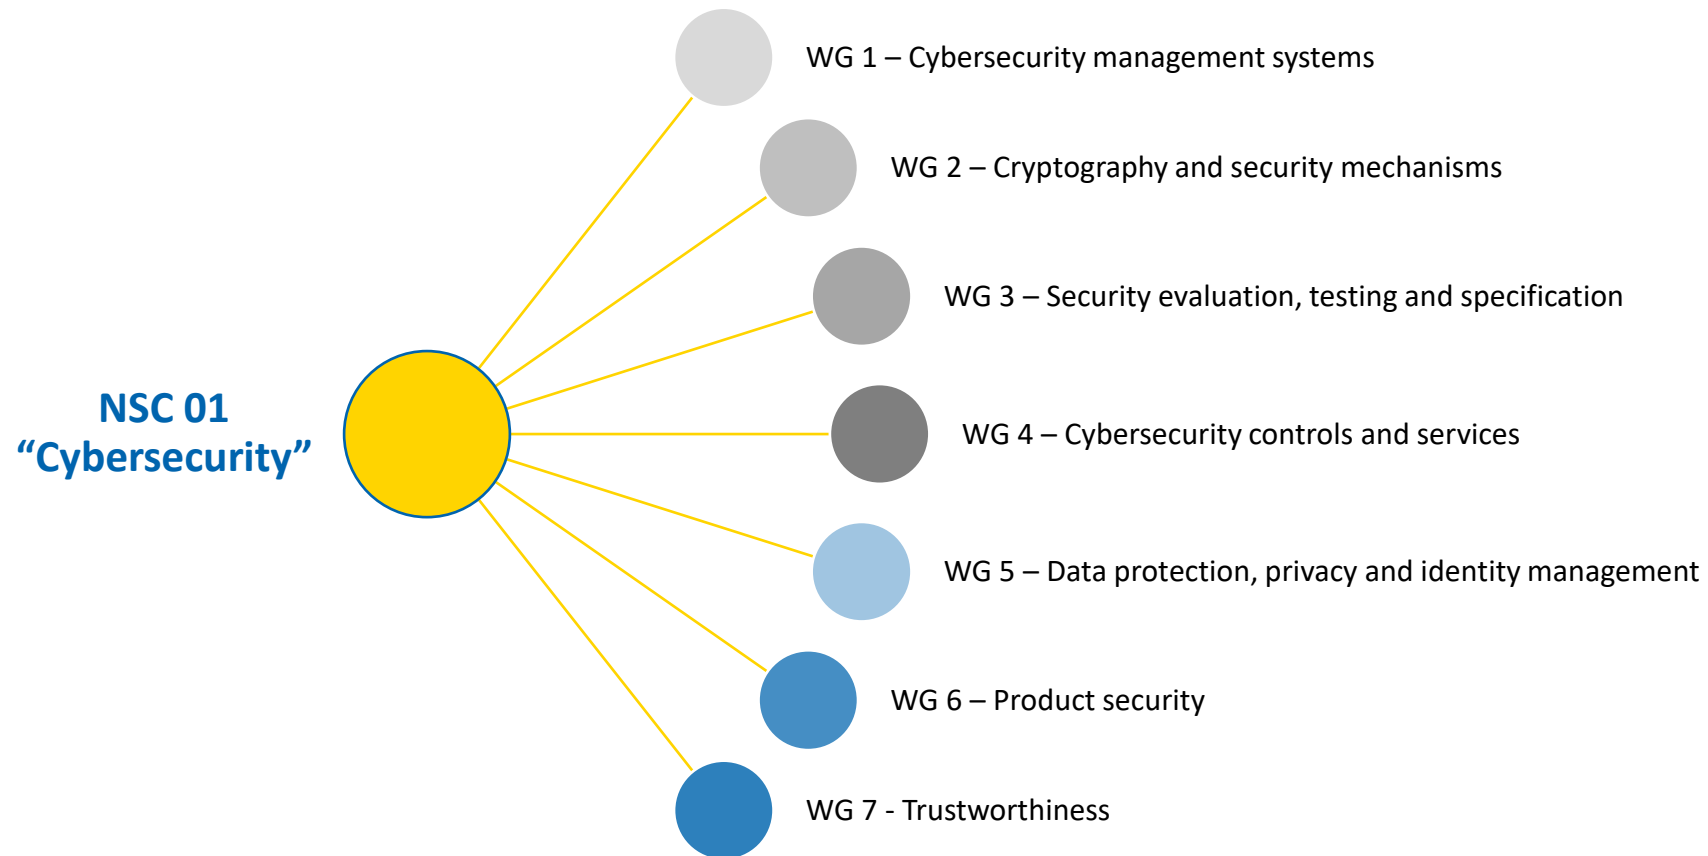 NSC 01
“Cybersecurity”
WG 1 – Cybersecurity management systems
WG 2 – Cryptography and security mechanisms
WG 3 – Security evaluation, testing and specification
WG 4 – Cybersecurity controls and services
WG 5 – Data protection, privacy and identity management
WG 6 – Product security
WG 7 - Trustworthiness